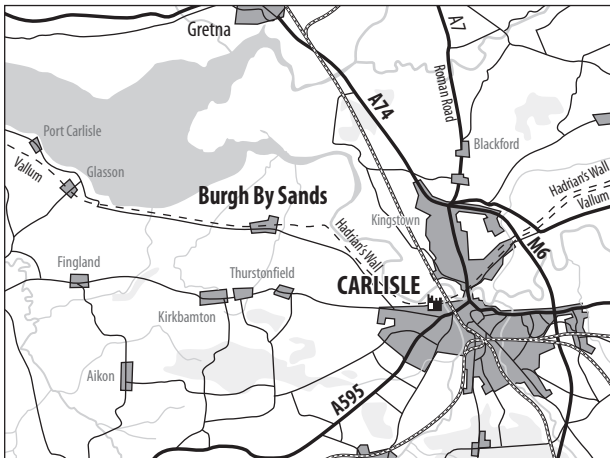 Gretna
A7
Roman Road
A74
Port Carlisle
Blackford
Vallum
Glasson
Hadrian's Wall
Vallum
Burgh By Sands
Kingstown
Hadrian's Wall
M6
Fingland
Thurstonfield
CARLISLE
Kirkbamton
Aikon
A595